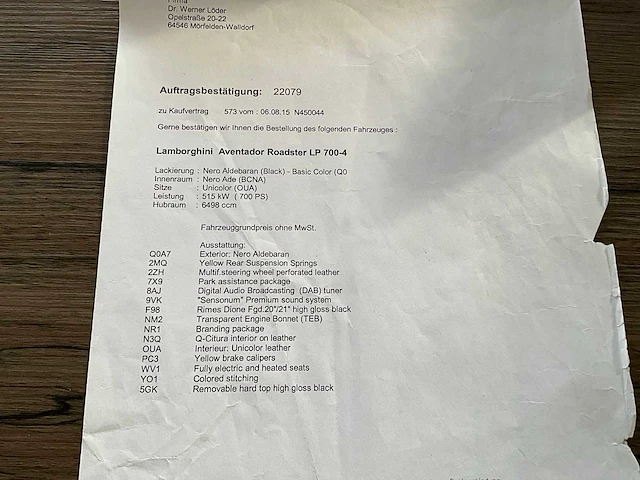 Firma
Dr. Werner Löder
Opelstraße 20-22
64546 Mörfelden-Walldorf
Auftragsbestätigung: 22079
zu Kaufvertrag 573 vom : 06.08.15 N450044
Gerne bestätigen wir Ihnen die Bestellung des folgenden Fahrzeuges :
Lamborghini Aventador Roadster LP 700-4
Lackierung : Nero Aldebaran (Black) - Basic Color (Q0
Innenraum : Nero Ade (BCNA)
Sitze : Unicolor (OUA)
Leistung : 515 kW ( 700 PS)
Hubraum : 6498 ccm
Fahrzeuggrundpreis ohne MwSt.
Ausstattung:
Q0A7 Exterior: Nero Aldebaran
2MQ Yellow Rear Suspension Springs
2ZH Multif.steering wheel perforated leather
7X9 Park assistance package
8AJ Digital Audio Broadcasting (DAB) tuner
9VK "Sensonum" Premium sound system
F98 Rimes Dione Fgd.20"/21" high gloss black
NM2 Transparent Engine Bonnet (TEB)
NR1 Branding package
N3Q Q-Citura interior on leather
OUA Interieur: Unicolor leather
PC3 Yellow brake calipers
WV1 Fully electric and heated seats
YO1 Colored stitching
5GK Removable hard top high gloss black